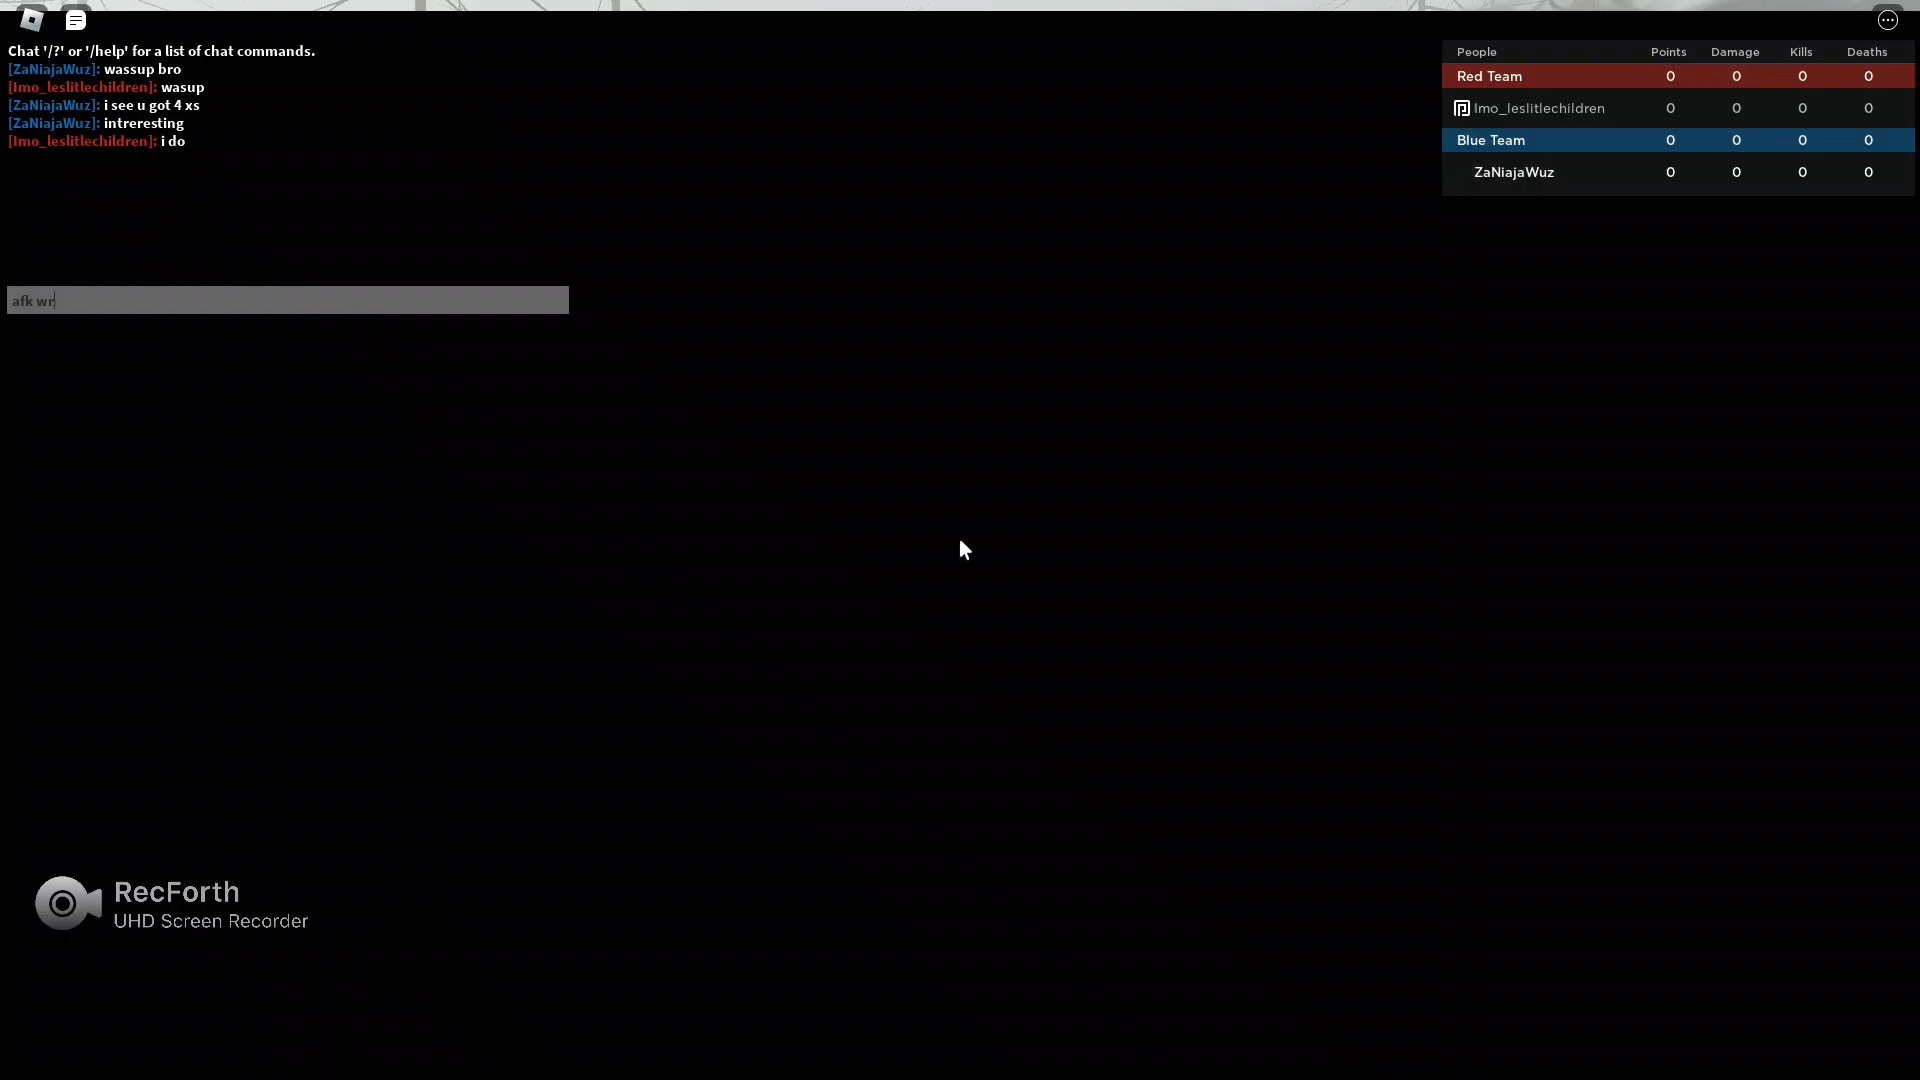 Chat '/?' or '/help' for a list of chat commands.
[ZaNiajaWuz]: wassup bro
[Imo_leslitlechildren]: wasup
[ZaNiajaWuz]: i see u got 4 xs
[ZaNiajaWuz]: intreresting
[Imo_leslitlechildren]: i do
afk wr
People Points Damage Kills Deaths
Red Team 0 0 0 0
Imo_leslitlechildren 0 0 0 0
Blue Team 0 0 0 0
ZaNiajaWuz 0 0 0 0
RecForth
UHD Screen Recorder